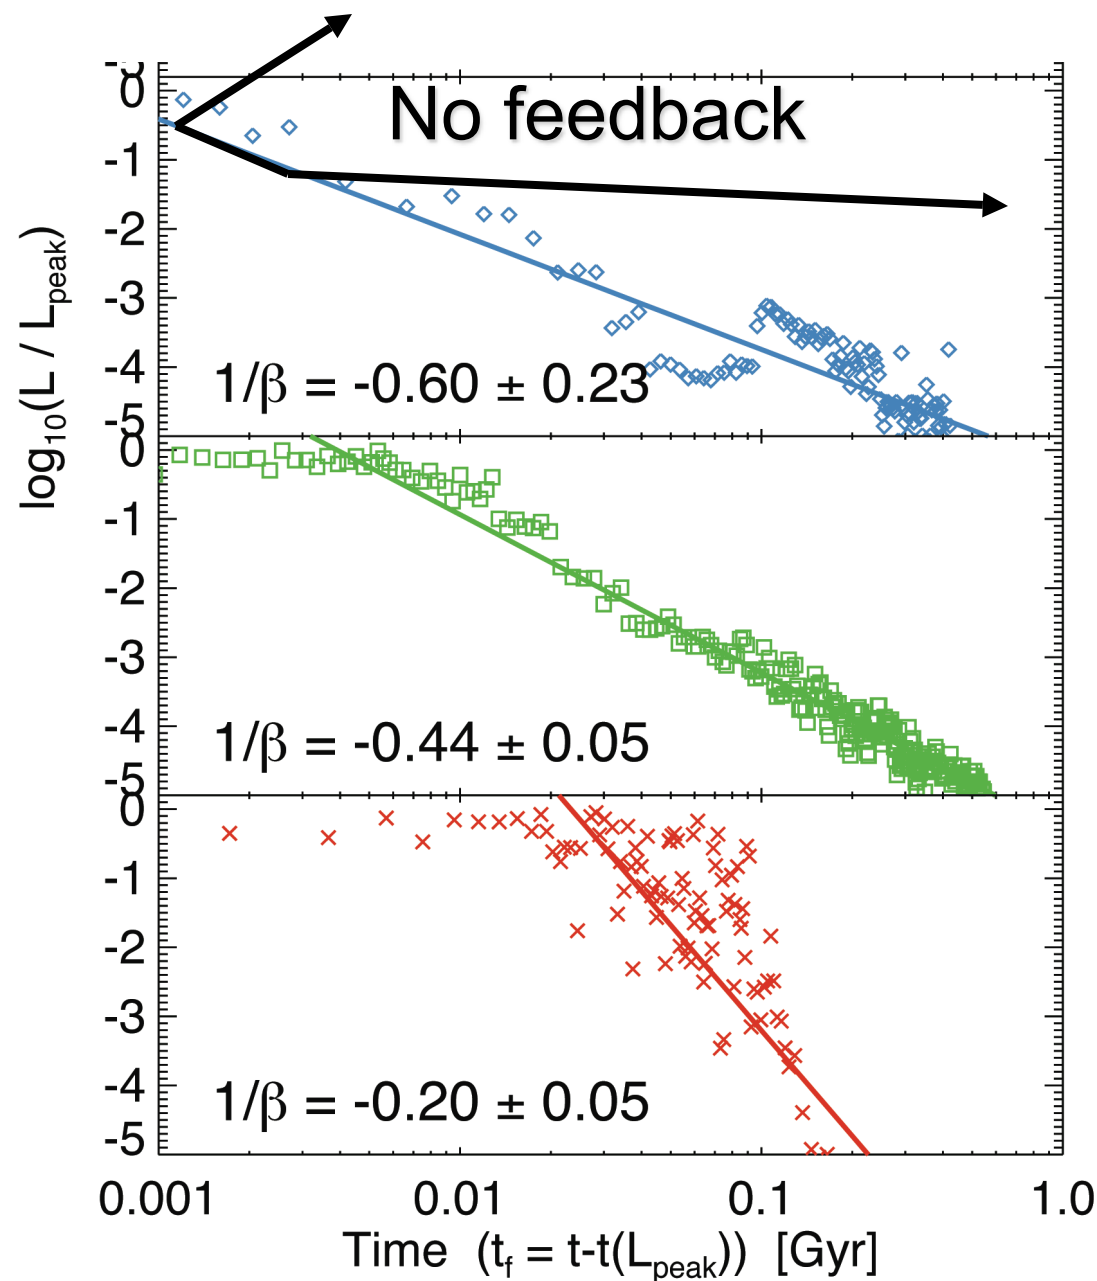 No feedback
0
-1
-2
-3
-4
-5
1/β = -0.60 ± 0.23
0
-1
-2
-3
-4
-5
1/β = -0.44 ± 0.05
0
-1
-2
-3
-4
-5
1/β = -0.20 ± 0.05
log₁₀(L / Lpeak)
0.001 0.01 0.1 1.0
Time (tf = t-t(Lpeak)) [Gyr]